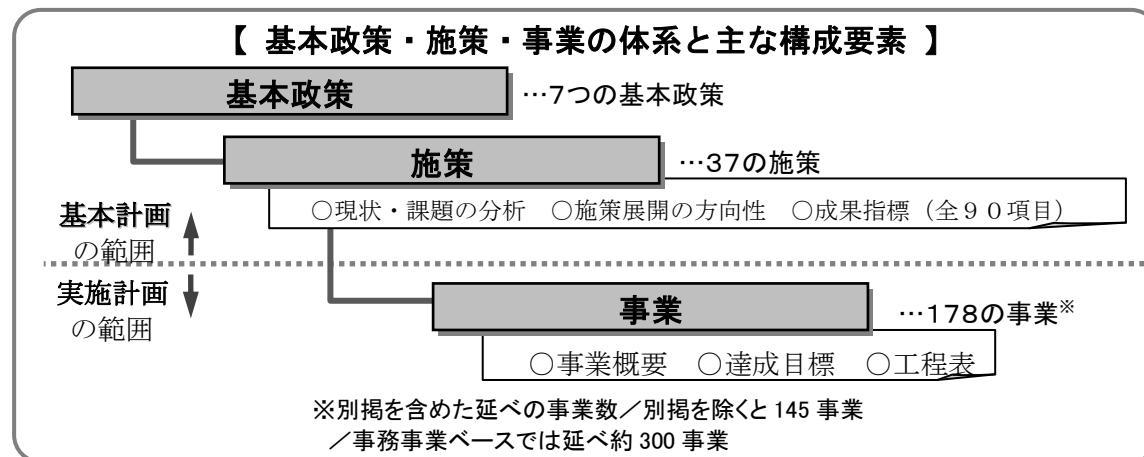 【 基本政策・施策・事業の体系と主な構成要素 】
基本政策
…7つの基本政策
施策
…37の施策
○現状・課題の分析　○施策展開の方向性　○成果指標（全９０項目）
基本計画
の範囲
実施計画
の範囲
事業
…178の事業※
○事業概要　○達成目標　○工程表
※別掲を含めた延べの事業数／別掲を除くと 145 事業
／事務事業ベースでは延べ約 300 事業